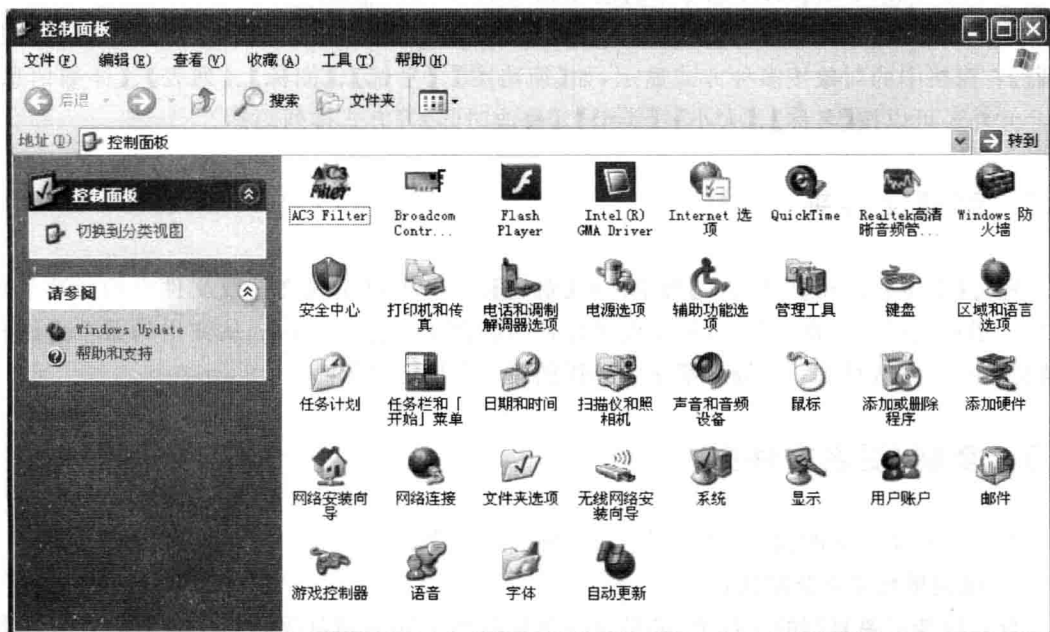 控制面板
文件(F) 编辑(E) 查看(V) 收藏(A) 工具(T) 帮助(H)
后退 搜索 文件夹
地址(D) 控制面板 转到
控制面板
切换到分类视图
请参阅
Windows Update
帮助和支持
AC3 Filter
AC3 Filter
Broadcom
Contr...
Flash
Player
Intel(R)
GMA Driver
Internet 选
项
QuickTime
Realtek高清
晰音频管...
Windows 防
火墙
安全中心
打印机和传
真
电话和调制
解调器选项
电源选项
辅助功能选
项
管理工具
键盘
区域和语言
选项
任务计划
任务栏和「
开始」菜单
日期和时间
扫描仪和照
相机
声音和音频
设备
鼠标
添加或删除
程序
添加硬件
网络安装向
导
网络连接
文件夹选项
无线网络安
装向导
系统
显示
用户账户
邮件
游戏控制器
语音
字体
自动更新